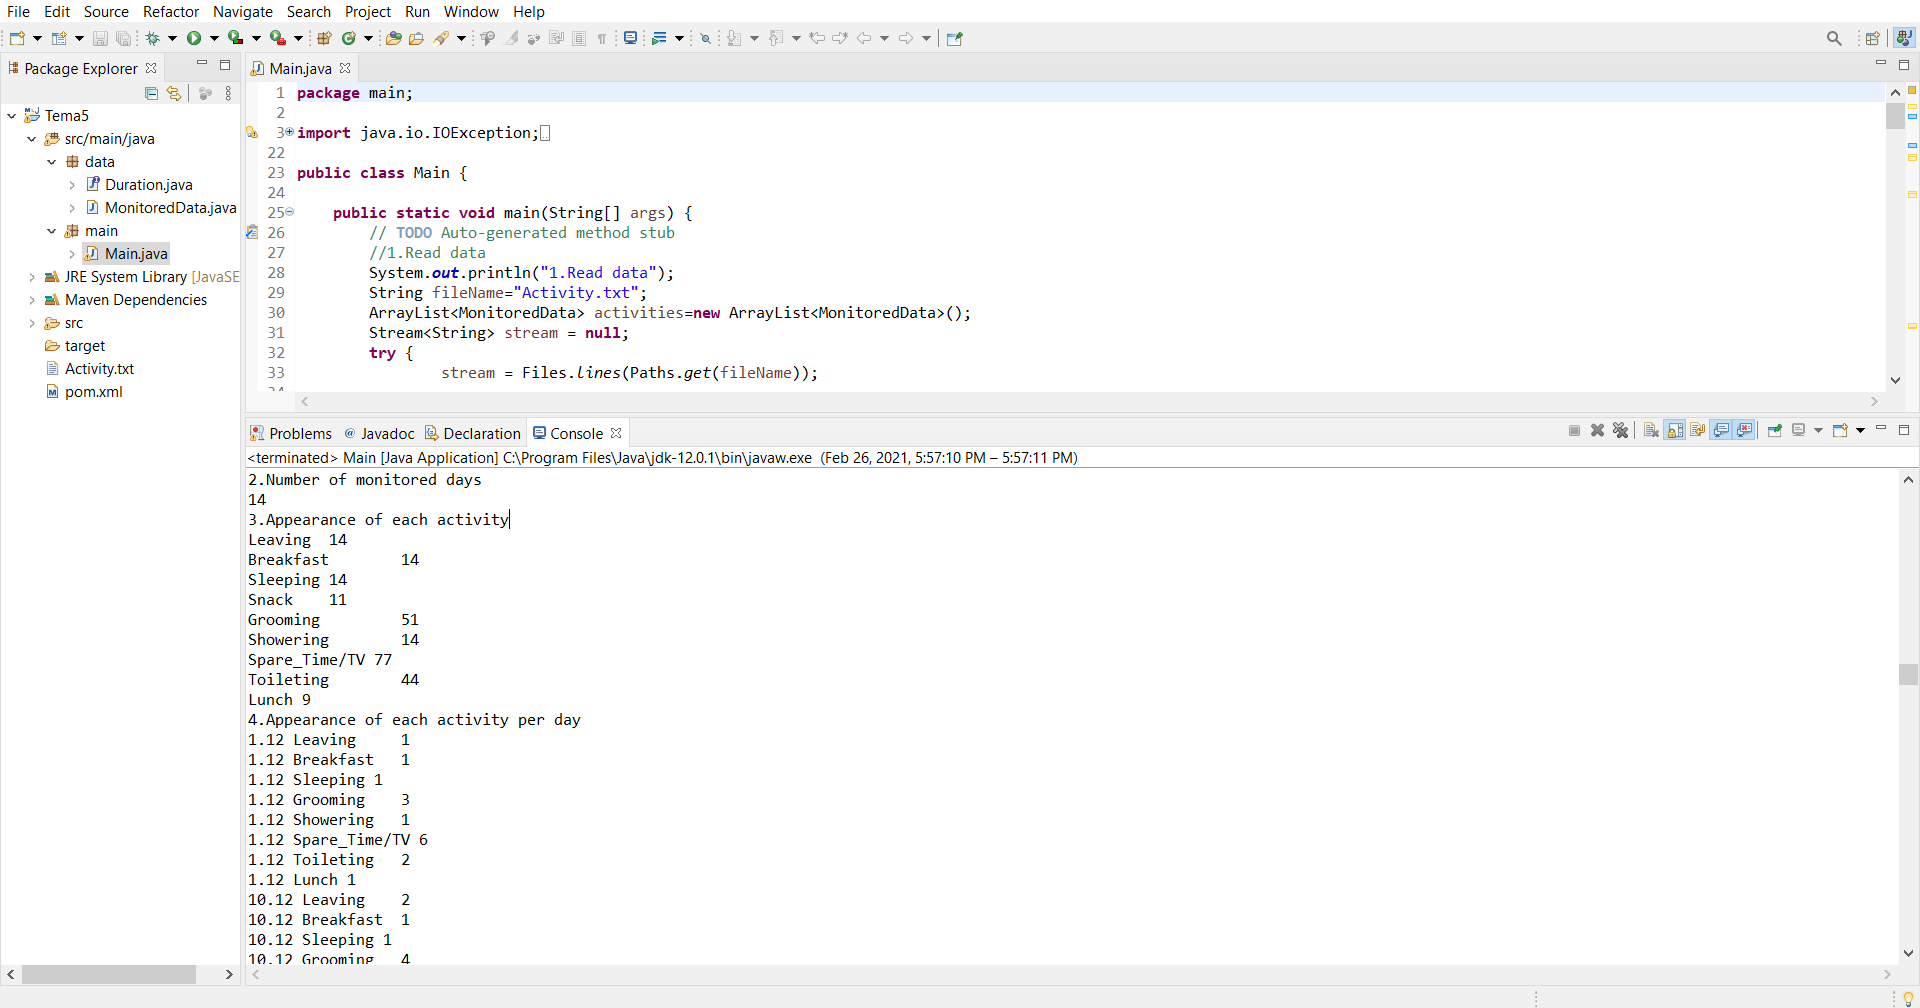 File Edit Source Refactor Navigate Search Project Run Window Help
Package Explorer
Tema5
src/main/java
data
Duration.java
MonitoredData.java
main
Main.java
JRE System Library [JavaSE
Maven Dependencies
src
target
Activity.txt
pom.xml
Main.java
1 package main;
2
3 import java.io.IOException;
22
23 public class Main {
24
25 public static void main(String[] args) {
26 // TODO Auto-generated method stub
27 //1.Read data
28 System.out.println("1.Read data");
29 String fileName="Activity.txt";
30 ArrayList<MonitoredData> activities=new ArrayList<MonitoredData>();
31 Stream<String> stream = null;
32 try {
33 stream = Files.lines(Paths.get(fileName));
Problems Javadoc Declaration Console
<terminated> Main [Java Application] C:\Program Files\Java\jdk-12.0.1\bin\javaw.exe (Feb 26, 2021, 5:57:10 PM – 5:57:11 PM)
2.Number of monitored days
14
3.Appearance of each activity
Leaving 14
Breakfast 14
Sleeping 14
Snack 11
Grooming 51
Showering 14
Spare_Time/TV 77
Toileting 44
Lunch 9
4.Appearance of each activity per day
1.12 Leaving 1
1.12 Breakfast 1
1.12 Sleeping 1
1.12 Grooming 3
1.12 Showering 1
1.12 Spare_Time/TV 6
1.12 Toileting 2
1.12 Lunch 1
10.12 Leaving 2
10.12 Breakfast 1
10.12 Sleeping 1
10.12 Grooming 4